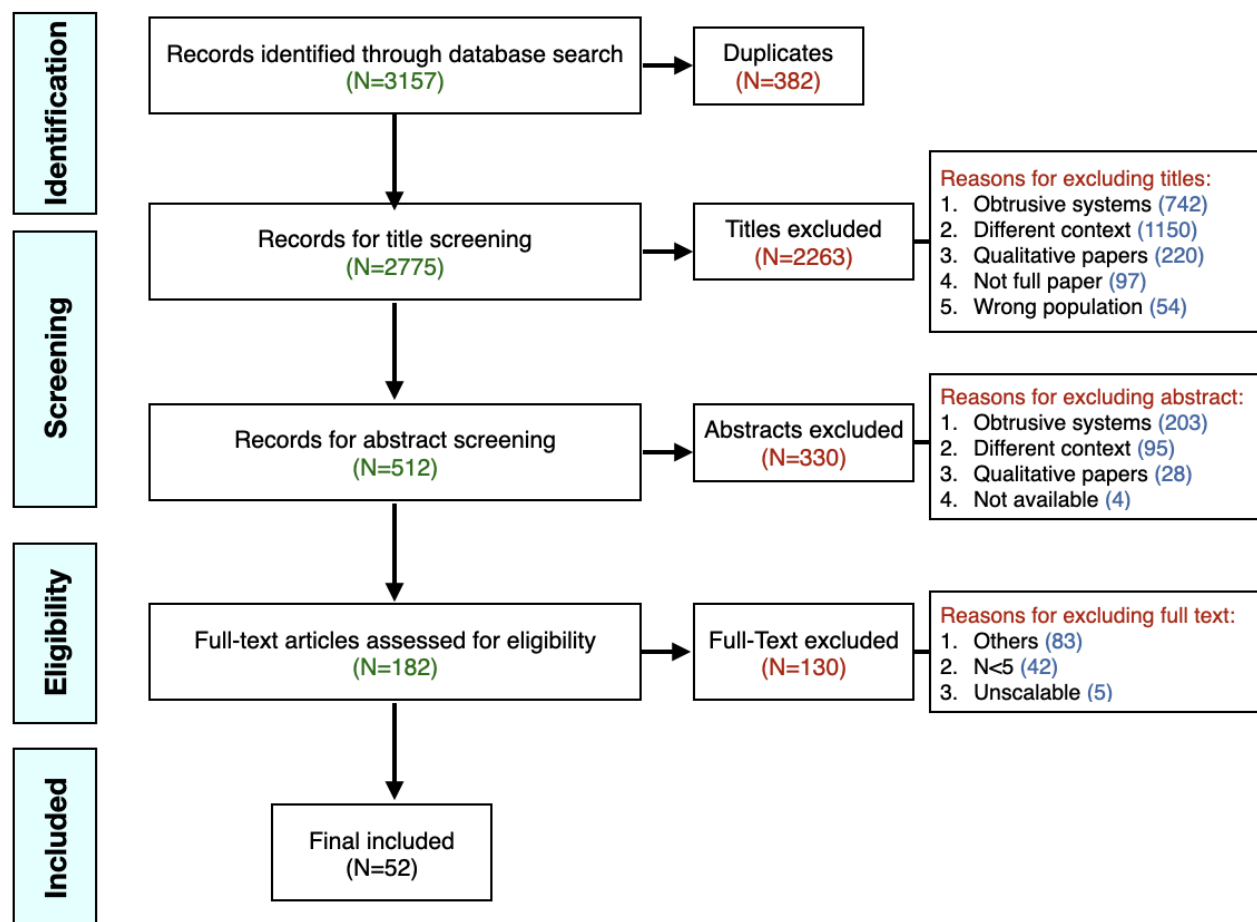 Identification
Records identified through database search
(N=3157)
Duplicates
(N=382)
Screening
Records for title screening
(N=2775)
Titles excluded
(N=2263)
Reasons for excluding titles:
1. Obtrusive systems (742)
2. Different context (1150)
3. Qualitative papers (220)
4. Not full paper (97)
5. Wrong population (54)
Records for abstract screening
(N=512)
Abstracts excluded
(N=330)
Reasons for excluding abstract:
1. Obtrusive systems (203)
2. Different context (95)
3. Qualitative papers (28)
4. Not available (4)
Eligibility
Full-text articles assessed for eligibility
(N=182)
Full-Text excluded
(N=130)
Reasons for excluding full text:
1. Others (83)
2. N<5 (42)
3. Unscalable (5)
Included
Final included
(N=52)